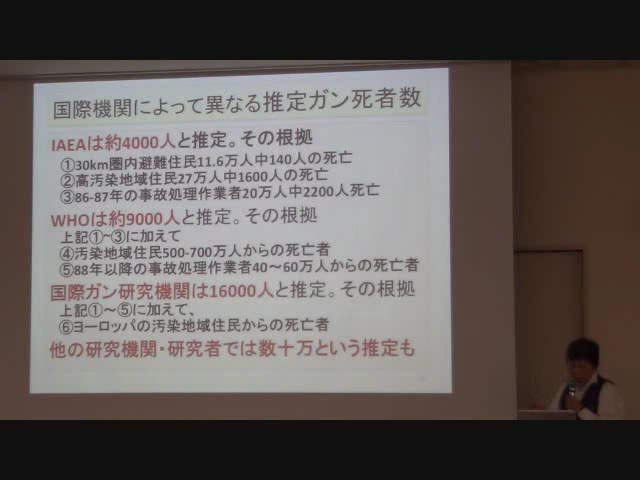 国際機関によって異なる推定ガン死者数
IAEAは約4000人と推定。その根拠
①30km圏内避難住民11.6万人中140人の死亡
②高汚染地域住民27万人中1600人の死亡
③86-87年の事故処理作業者20万人中2200人死亡
WHOは約9000人と推定。その根拠
上記①~③に加えて
④汚染地域住民500-700万人からの死亡者
⑤88年以降の事故処理作業者40～60万人からの死亡者
国際ガン研究機関は16000人と推定。その根拠
上記①～⑤に加えて、
⑥ヨーロッパの汚染地域住民からの死亡者
他の研究機関・研究者では数十万という推定も